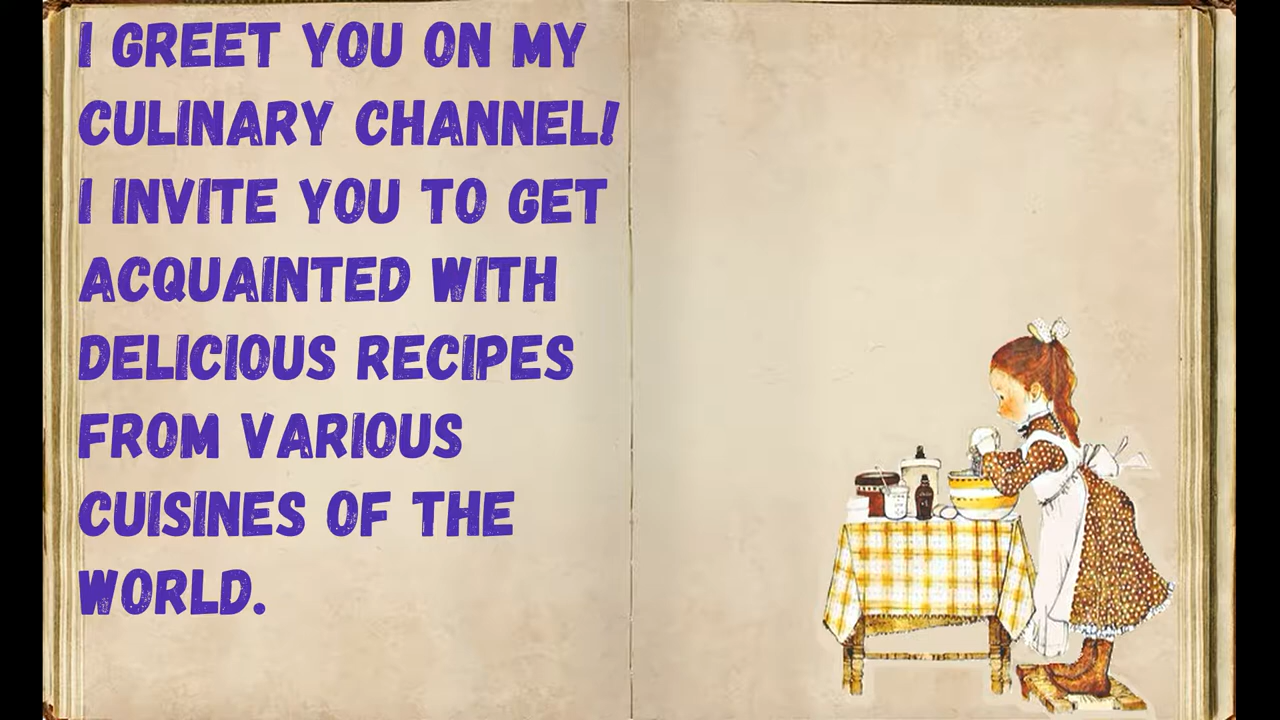 I GREET YOU ON MY
CULINARY CHANNEL!
I INVITE YOU TO GET
ACQUAINTED WITH
DELICIOUS RECIPES
FROM VARIOUS
CUISINES OF THE
WORLD.